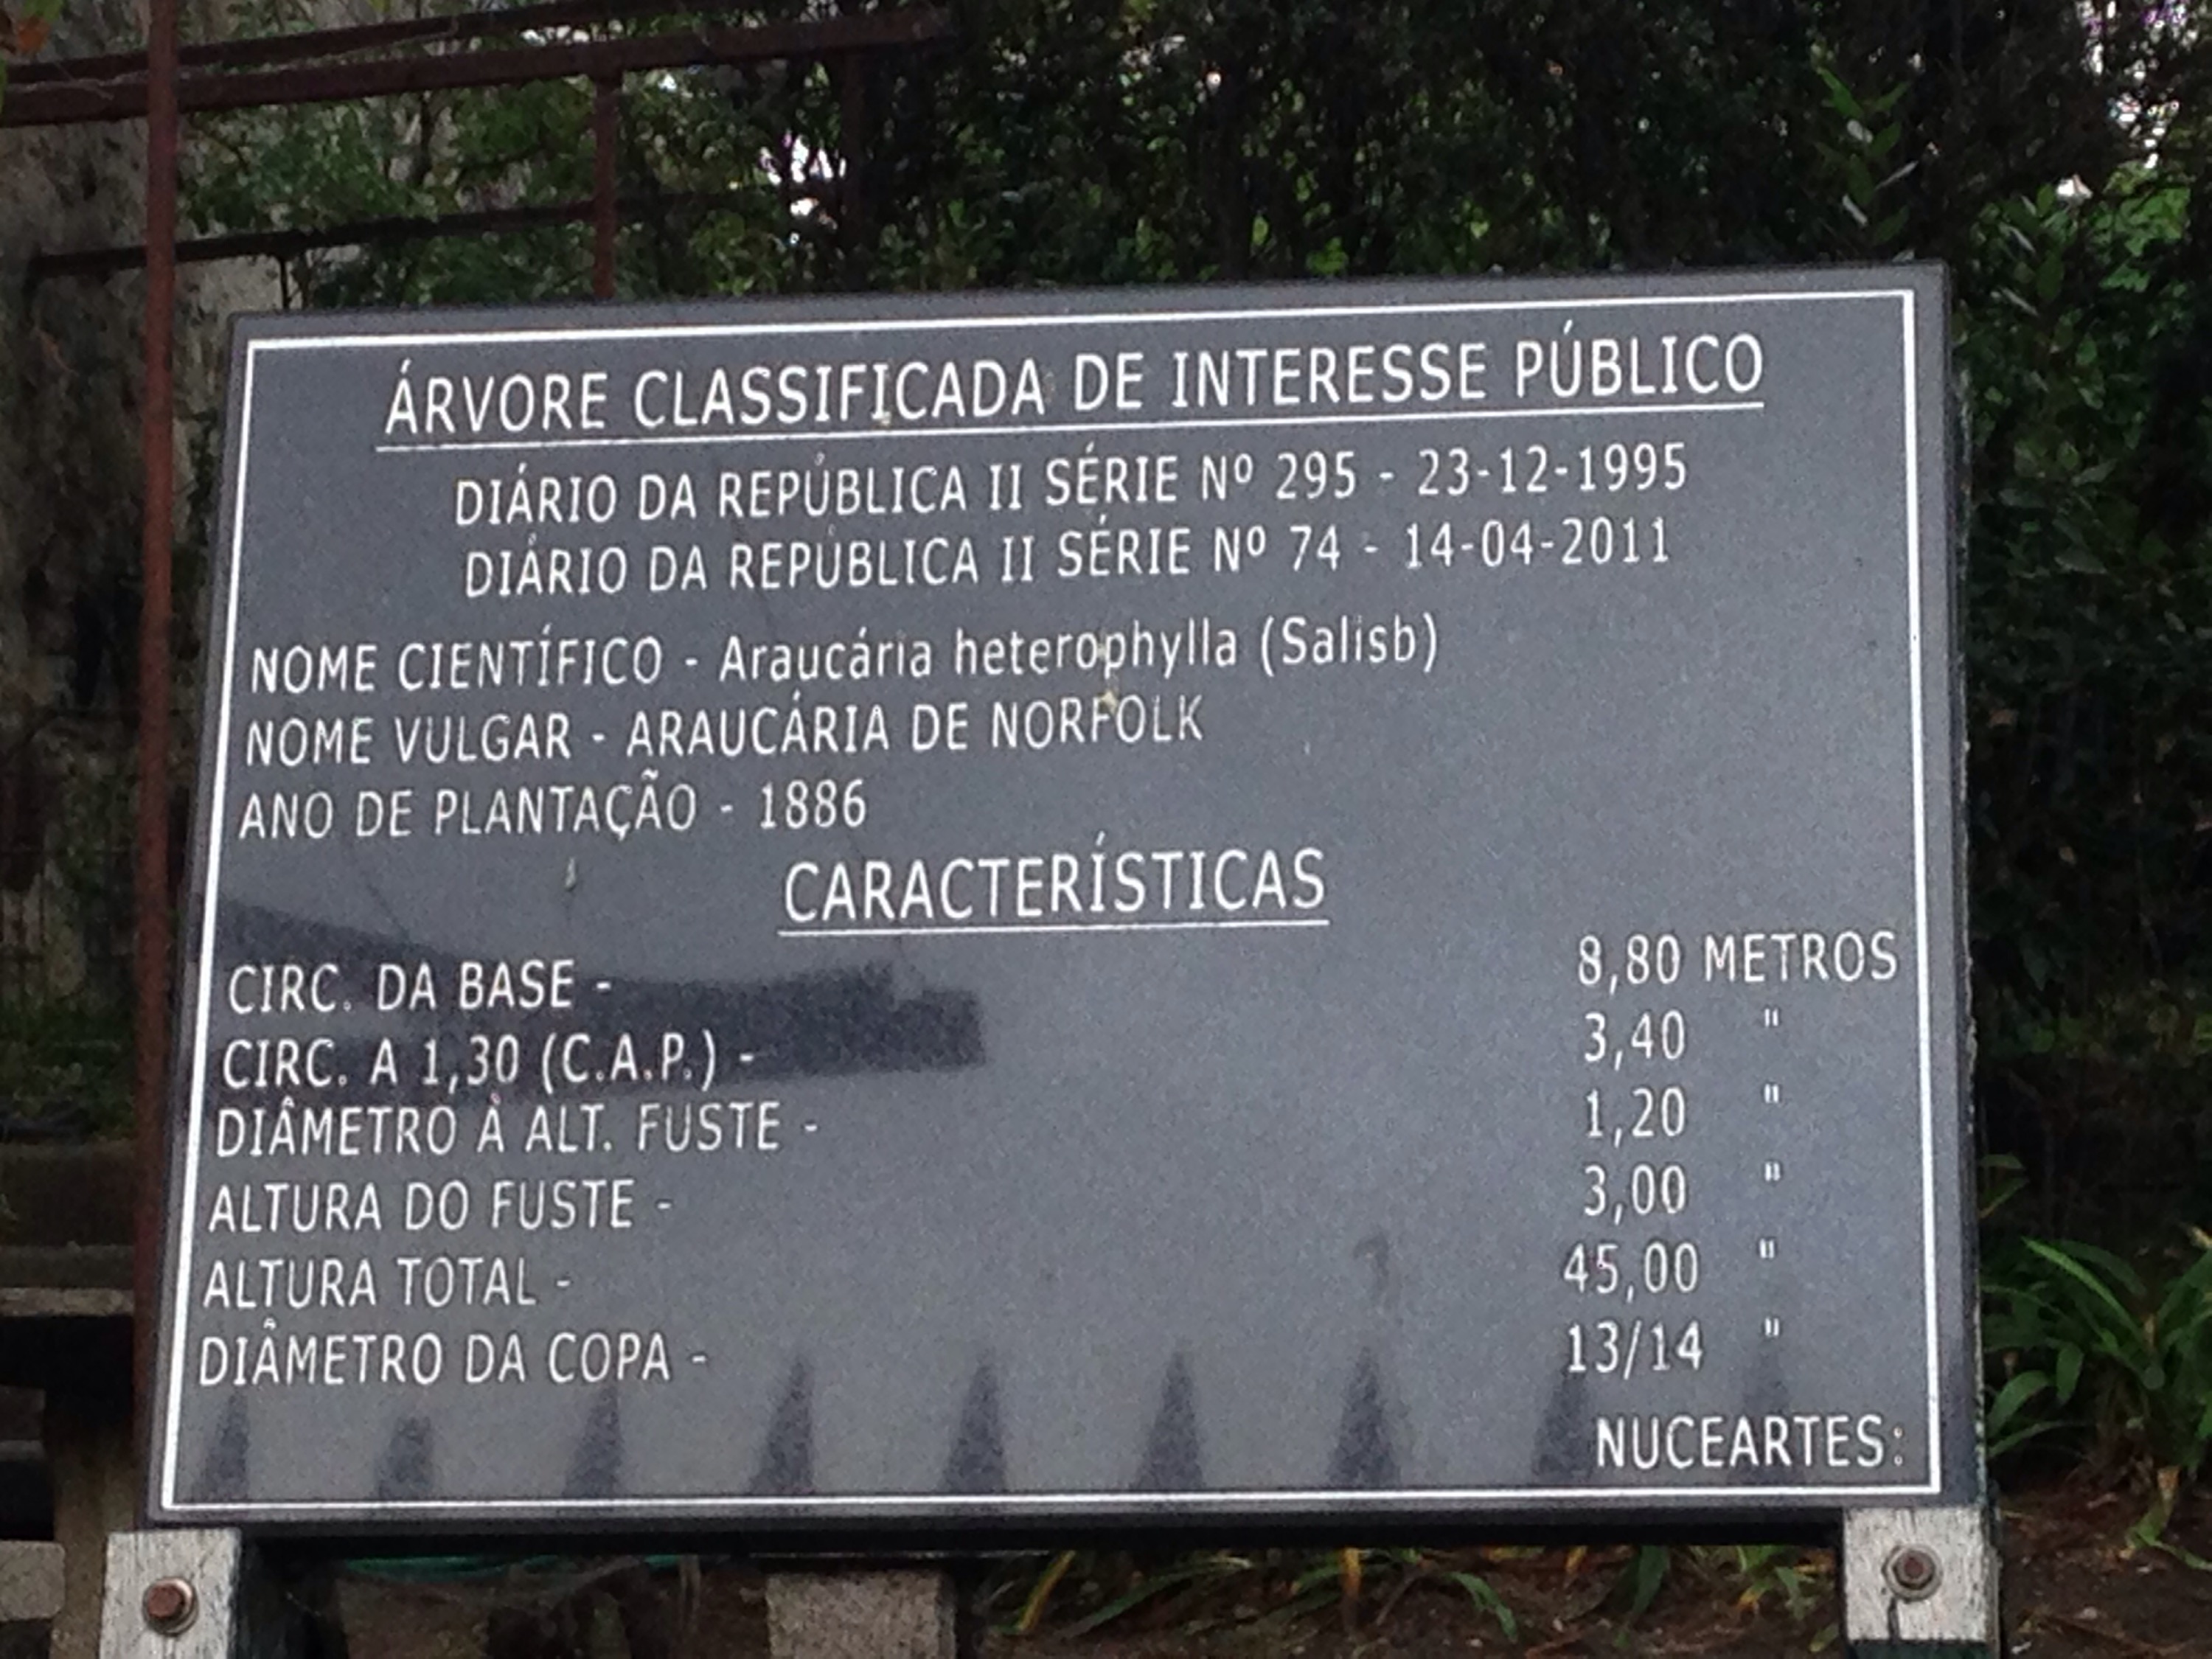 ÁRVORE CLASSIFICADA DE INTERESSE PÚBLICO
DIÁRIO DA REPÚBLICA II SÉRIE Nº 295 - 23-12-1995
DIÁRIO DA REPÚBLICA II SÉRIE Nº 74 - 14-04-2011
NOME CIENTÍFICO - Araucária heterophylla (Salisb)
NOME VULGAR - ARAUCÁRIA DE NORFOLK
ANO DE PLANTAÇÃO - 1886
CARACTERÍSTICAS
CIRC. DA BASE - 8,80 METROS
CIRC. A 1,30 (C.A.P.) - 3,40 "
DIÂMETRO À ALT. FUSTE - 1,20 "
ALTURA DO FUSTE - 3,00 "
ALTURA TOTAL - 45,00 "
DIÂMETRO DA COPA - 13/14 "
NUCEARTES: